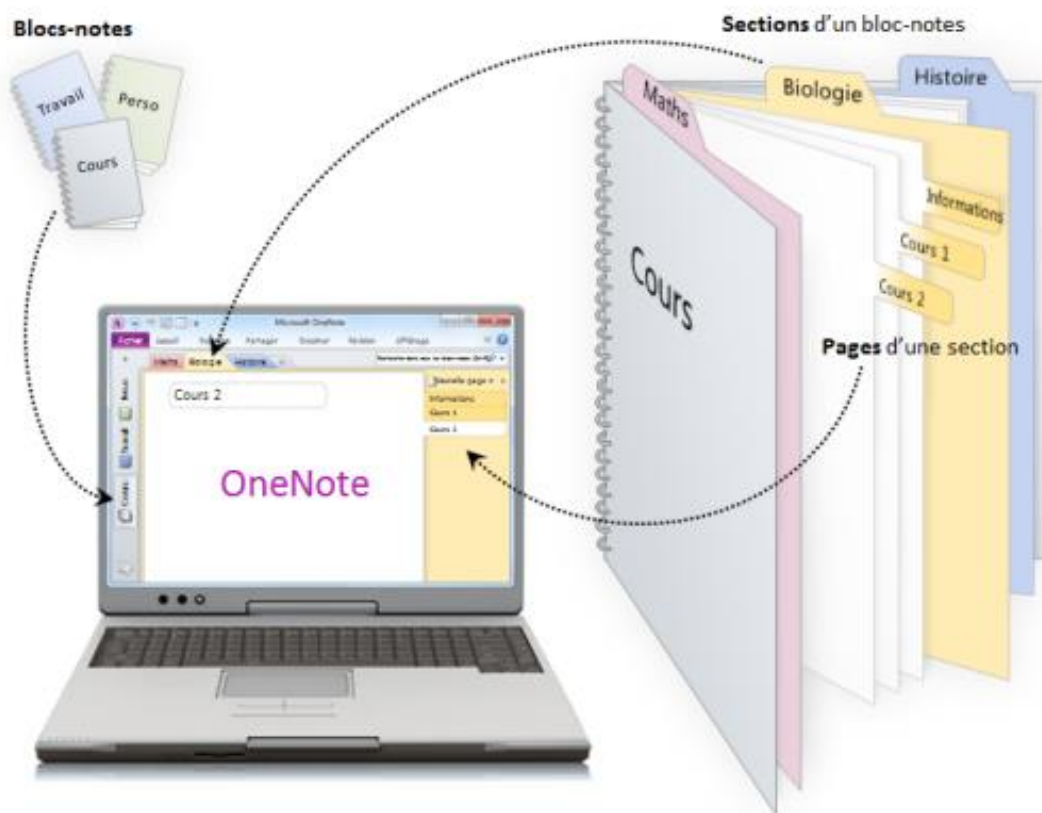 Blocs-notes
Travail
Perso
Cours
Sections d'un bloc-notes
Maths
Biologie
Histoire
Informations
Cours 1
Cours 2
Cours
Pages d'une section
Microsoft OneNote
Fichier
Partager
Maths
Biologie
Histoire
Nouvelle page
Informations
Cours 1
Cours 2
Cours 2
Perso
Travail
Cours
OneNote